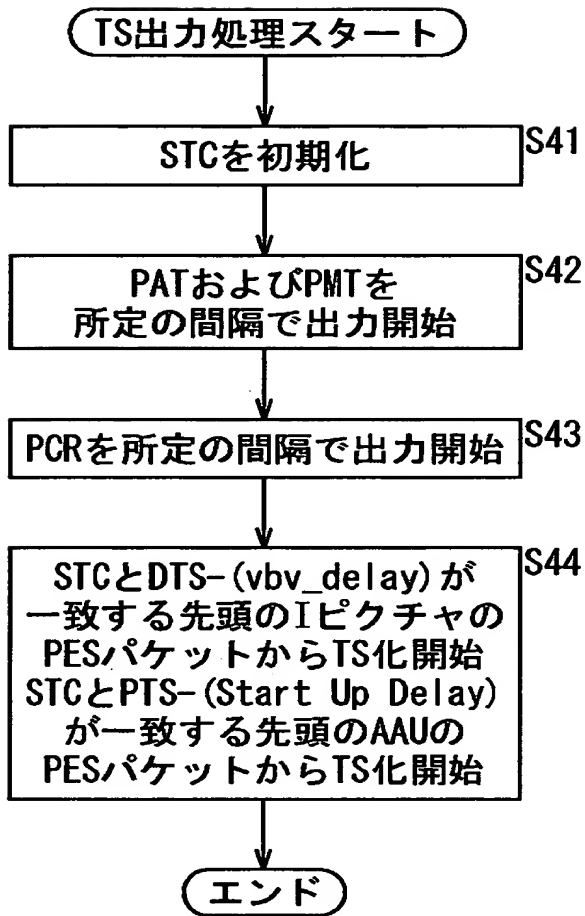 TS出力処理スタート
STCを初期化
S41
PATおよびPMTを
所定の間隔で出力開始
S42
PCRを所定の間隔で出力開始
S43
STCとDTS-(vbv_delay)が
一致する先頭のIピクチャの
PESパケットからTS化開始
STCとPTS-(Start Up Delay)
が一致する先頭のAAUの
PESパケットからTS化開始
S44
エンド